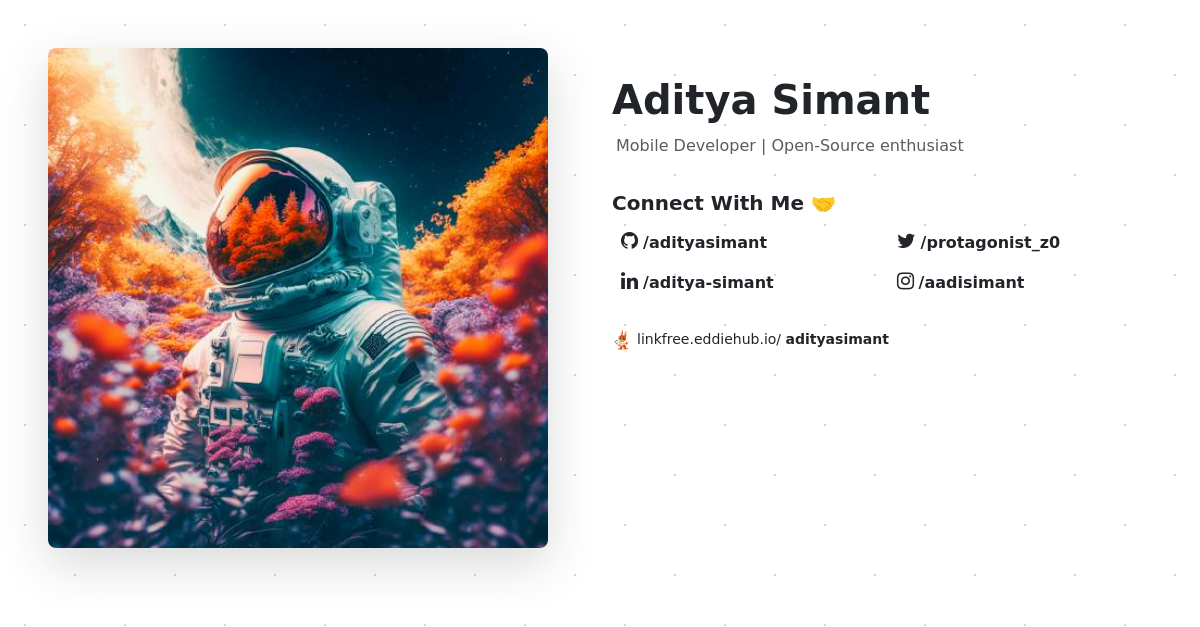 Aditya Simant
Mobile Developer | Open-Source enthusiast
Connect With Me 🤝
/adityasimant
/protagonist_z0
/aditya-simant
/aadisimant
linkfree.eddiehub.io/ adityasimant